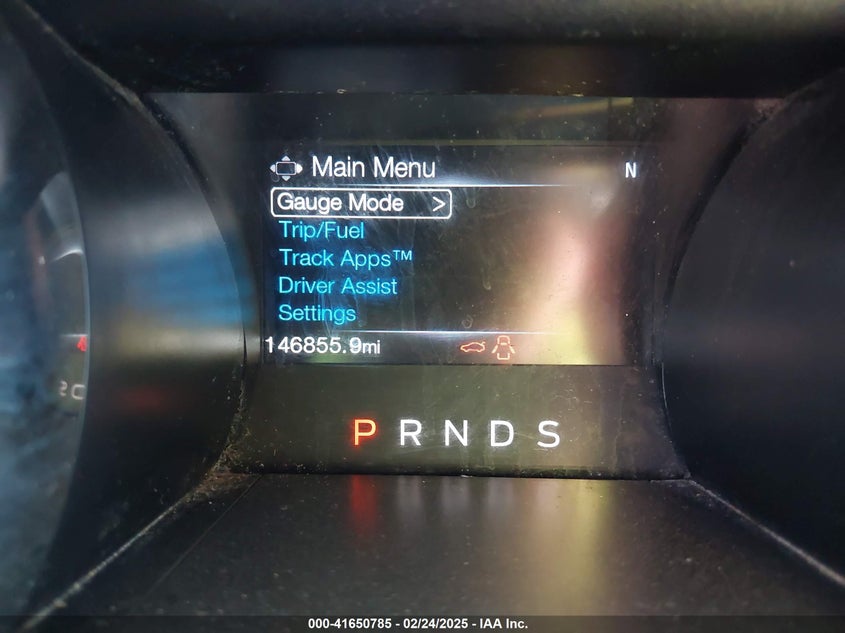 Main Menu N
Gauge Mode >
Trip/Fuel
Track Apps™
Driver Assist
Settings
146855.9mi
P R N D S
000-41650785 - 02/24/2025 - IAA Inc.